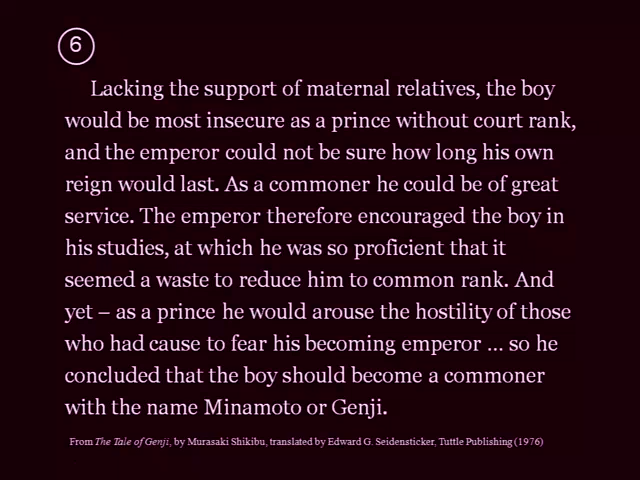 6
Lacking the support of maternal relatives, the boy
would be most insecure as a prince without court rank,
and the emperor could not be sure how long his own
reign would last. As a commoner he could be of great
service. The emperor therefore encouraged the boy in
his studies, at which he was so proficient that it
seemed a waste to reduce him to common rank. And
yet – as a prince he would arouse the hostility of those
who had cause to fear his becoming emperor ... so he
concluded that the boy should become a commoner
with the name Minamoto or Genji.
From The Tale of Genji, by Murasaki Shikibu, translated by Edward G. Seidensticker, Tuttle Publishing (1976)